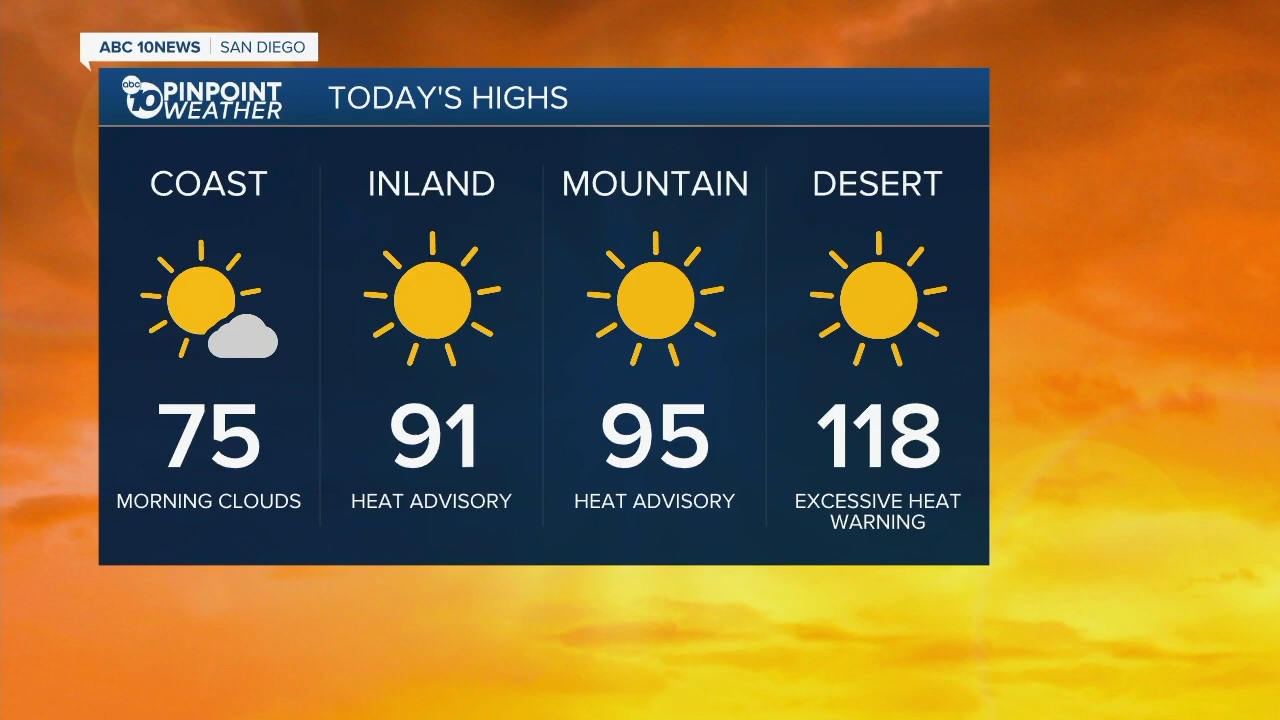 ABC 10NEWS | SAN DIEGO
abc 10 PINPOINT WEATHER
TODAY'S HIGHS
COAST
75
MORNING CLOUDS
INLAND
91
HEAT ADVISORY
MOUNTAIN
95
HEAT ADVISORY
DESERT
118
EXCESSIVE HEAT
WARNING